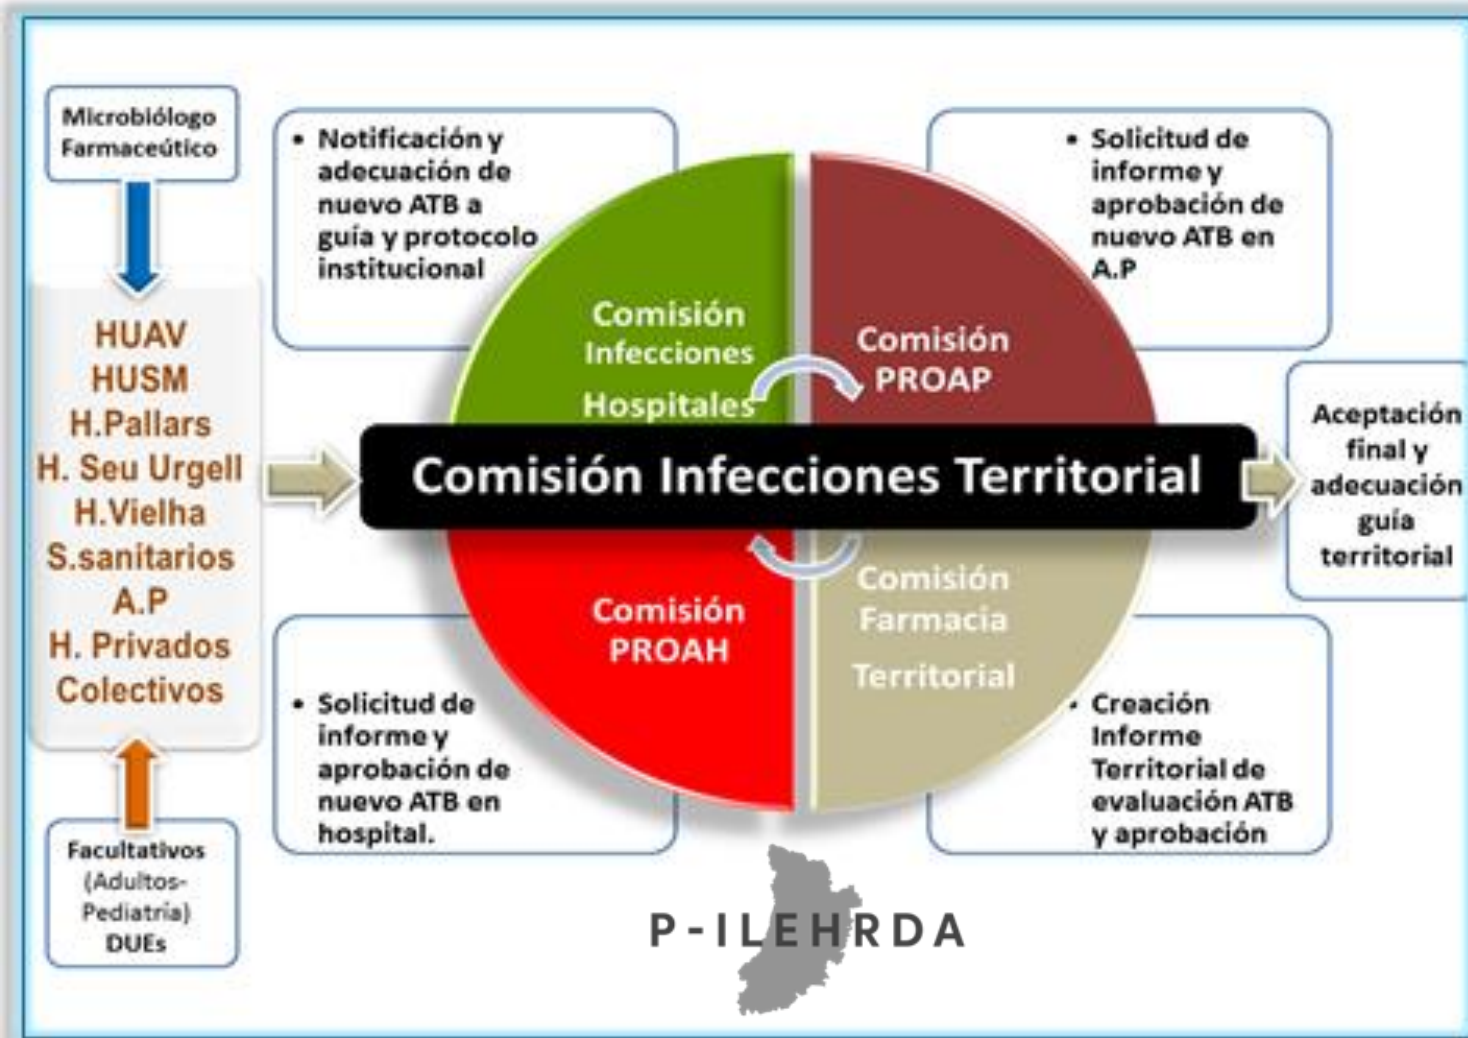 Microbiólogo
Farmaceútico
HUAV
HUSM
H.Pallars
H. Seu Urgell
H.Vielha
S.sanitarios
A.P
H. Privados
Colectivos
Facultativos
(Adultos-
Pediatría)
DUEs
• Notificación y
adecuación de
nuevo ATB a
guía y protocolo
institucional
Comisión
Infecciones
Hospitales
Comisión
PROAP
• Solicitud de
informe y
aprobación de
nuevo ATB en
A.P
Comisión Infecciones Territorial
Aceptación
final y
adecuación
guía
territorial
• Solicitud de
informe y
aprobación de
nuevo ATB en
hospital.
Comisión
PROAH
Comisión
Farmacia
Territorial
• Creación
Informe
Territorial de
evaluación ATB
y aprobación
P-ILEHRDA